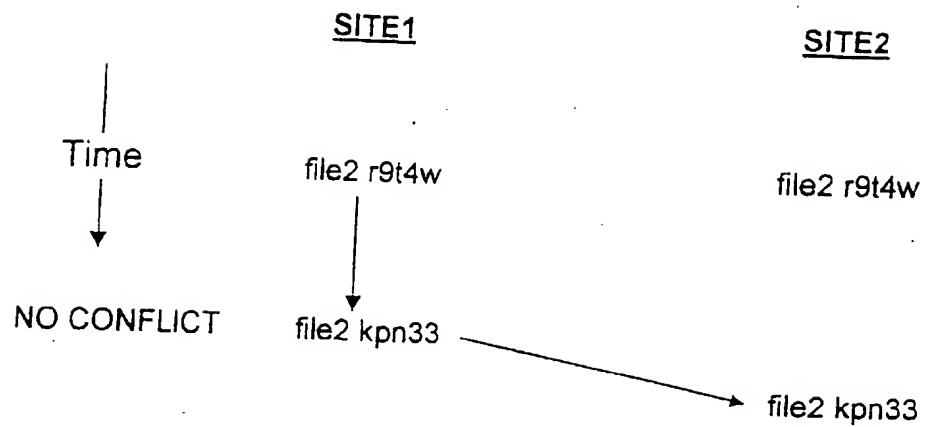 SITE1
SITE2
Time
file2 r9t4w
file2 r9t4w
NO CONFLICT
file2 kpn33
file2 kpn33